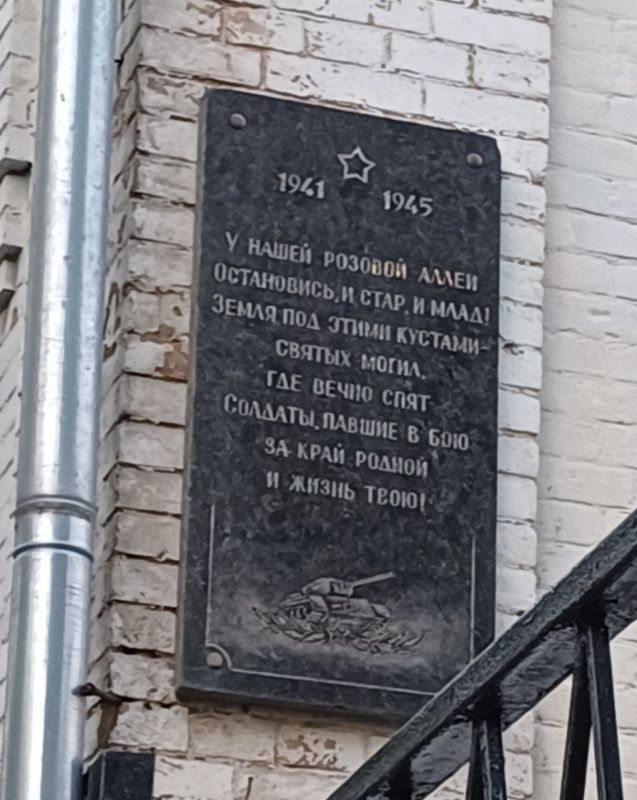 1941 1945
У НАШЕЙ РОЗОВОЙ АЛЛЕИ
ОСТАНОВИСЬ, И СТАР, И МЛАД!
ЗЕМЛЯ ПОД ЭТИМИ КУСТАМИ-
СВЯТЫХ МОГИЛ,
ГДЕ ВЕЧНО СПЯТ
СОЛДАТЫ, ПАВШИЕ В БОЮ
ЗА КРАЙ РОДНОЙ
И ЖИЗНЬ ТВОЮ!